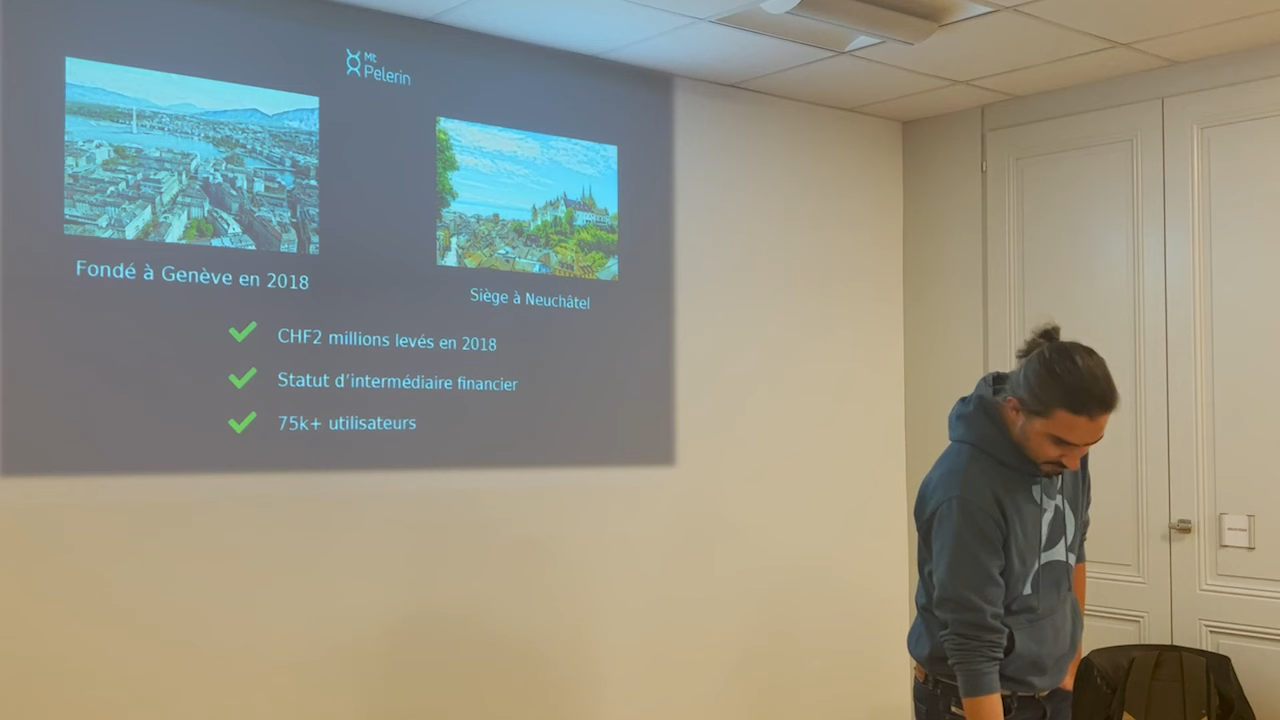 Mt
Pelerin
Fondé à Genève en 2018
Siège à Neuchâtel
CHF2 millions levés en 2018
Statut d'intermédiaire financier
75k+ utilisateurs